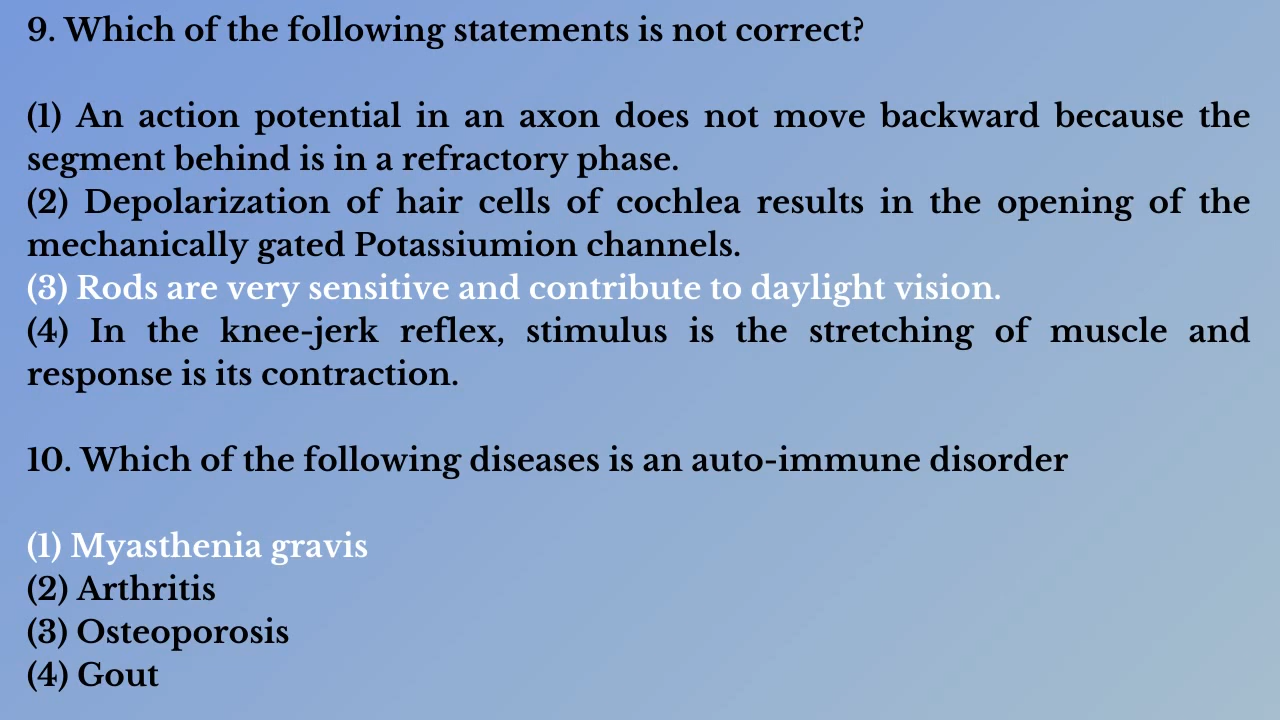 9. Which of the following statements is not correct?
(1) An action potential in an axon does not move backward because the
segment behind is in a refractory phase.
(2) Depolarization of hair cells of cochlea results in the opening of the
mechanically gated Potassiumion channels.
(3) Rods are very sensitive and contribute to daylight vision.
(4) In the knee-jerk reflex, stimulus is the stretching of muscle and
response is its contraction.
10. Which of the following diseases is an auto-immune disorder
(1) Myasthenia gravis
(2) Arthritis
(3) Osteoporosis
(4) Gout